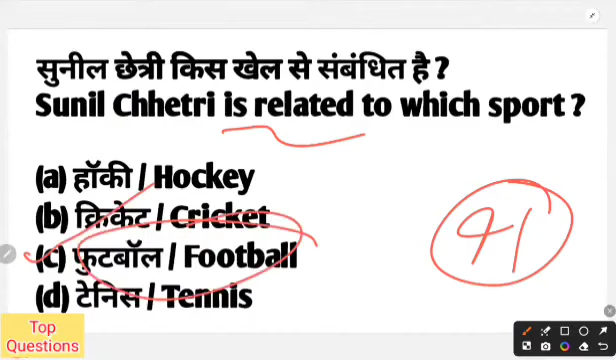 सुनील छेत्री किस खेल से संबंधित है ?
Sunil Chhetri is related to which sport ?
(a) हॉकी / Hockey
(b) क्रिकेट / Cricket
(c) फुटबॉल / Football
(d) टेनिस / Tennis
Top
Questions